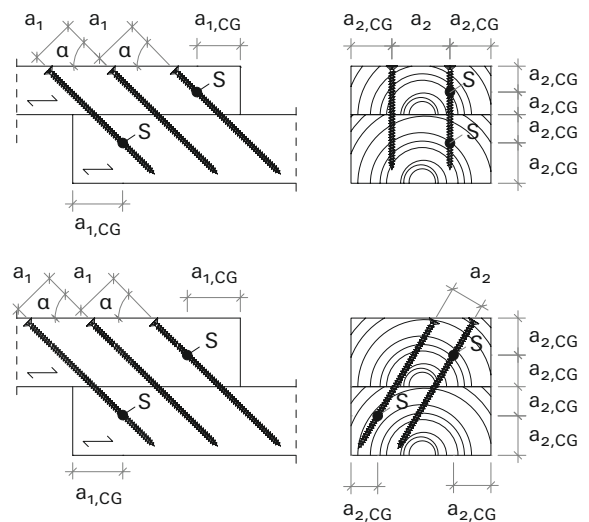 a₁ a₁ a₁,CG a₂,CG a₂ a₂,CG
α α
S S
S S
a₂,CG
a₂,CG
a₂,CG
a₂,CG
a₁,CG
a₁ a₁ a₁,CG a₂
α α
S S
S S
a₂,CG
a₂,CG
a₂,CG
a₂,CG
a₁,CG a₂,CG a₂,CG